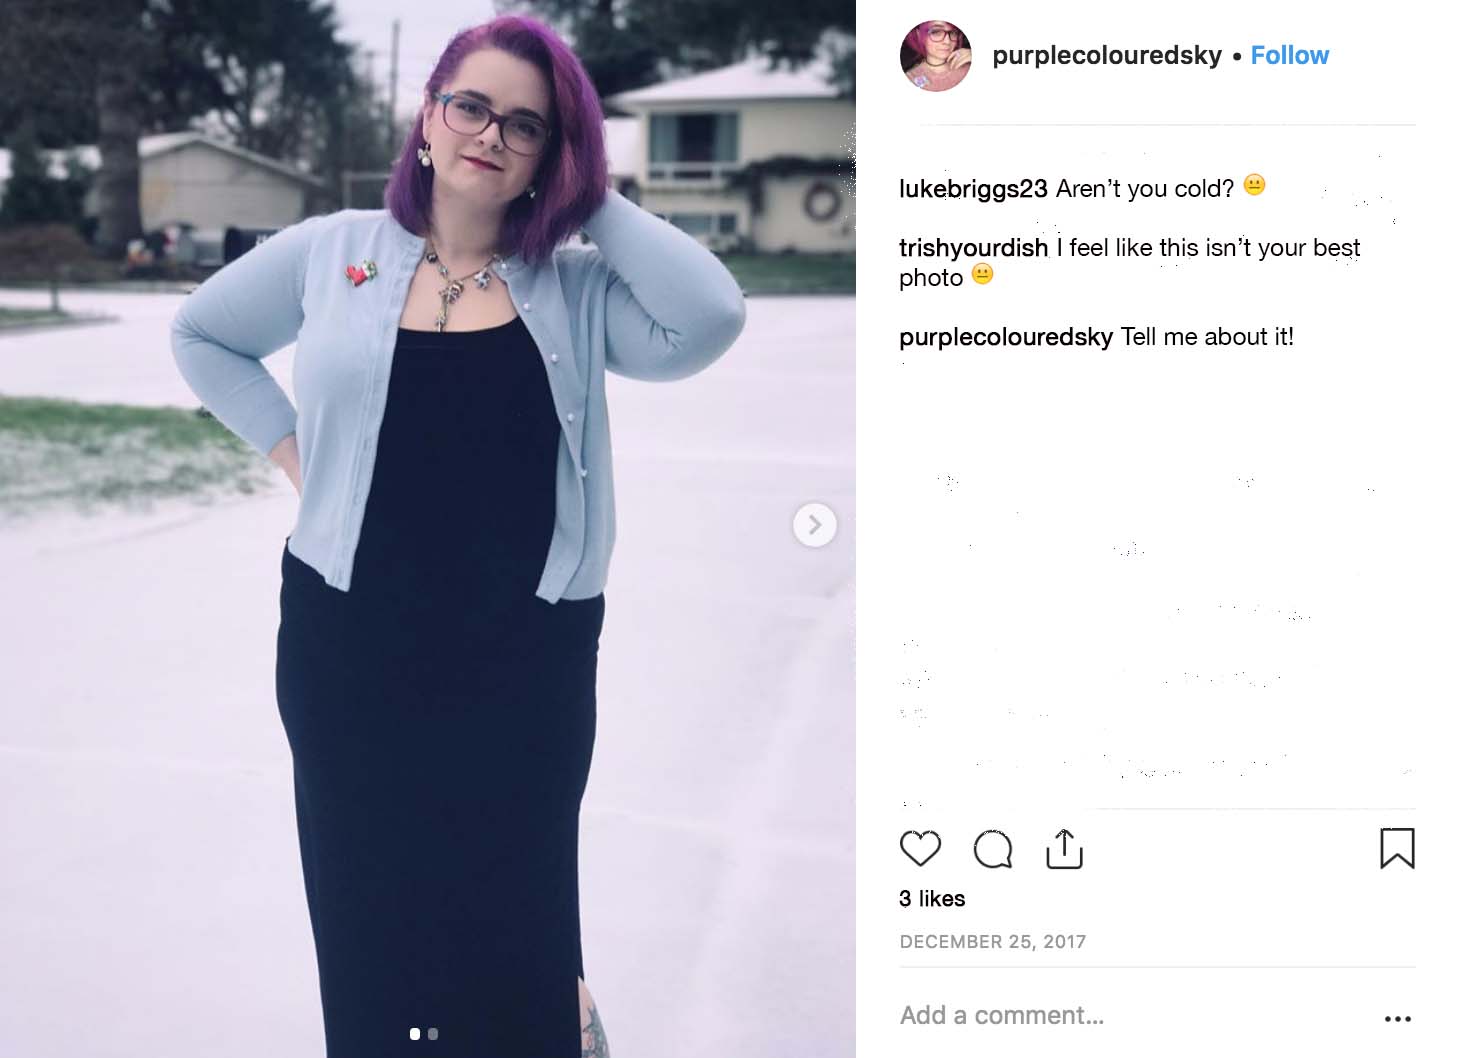 purplecolouredsky • Follow
lukebriggs23 Aren’t you cold? 😐
trishyourdish I feel like this isn’t your best
photo 😐
purplecolouredsky Tell me about it!
3 likes
DECEMBER 25, 2017
Add a comment...